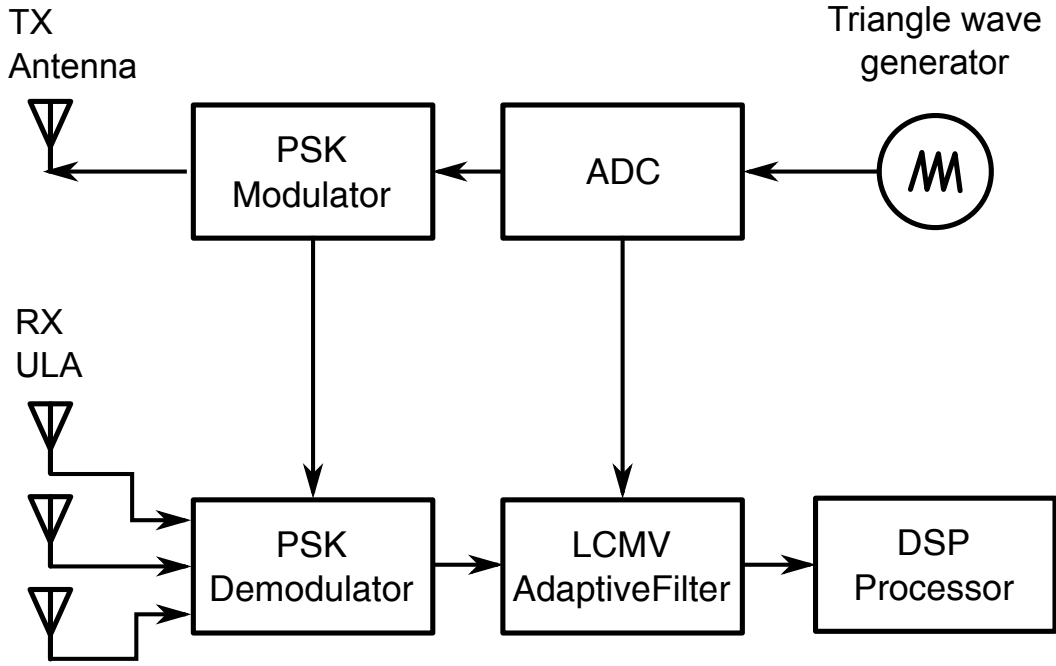 TX
Antenna
Triangle wave
generator
PSK
Modulator
ADC
RX
ULA
PSK
Demodulator
LCMV
AdaptiveFilter
DSP
Processor